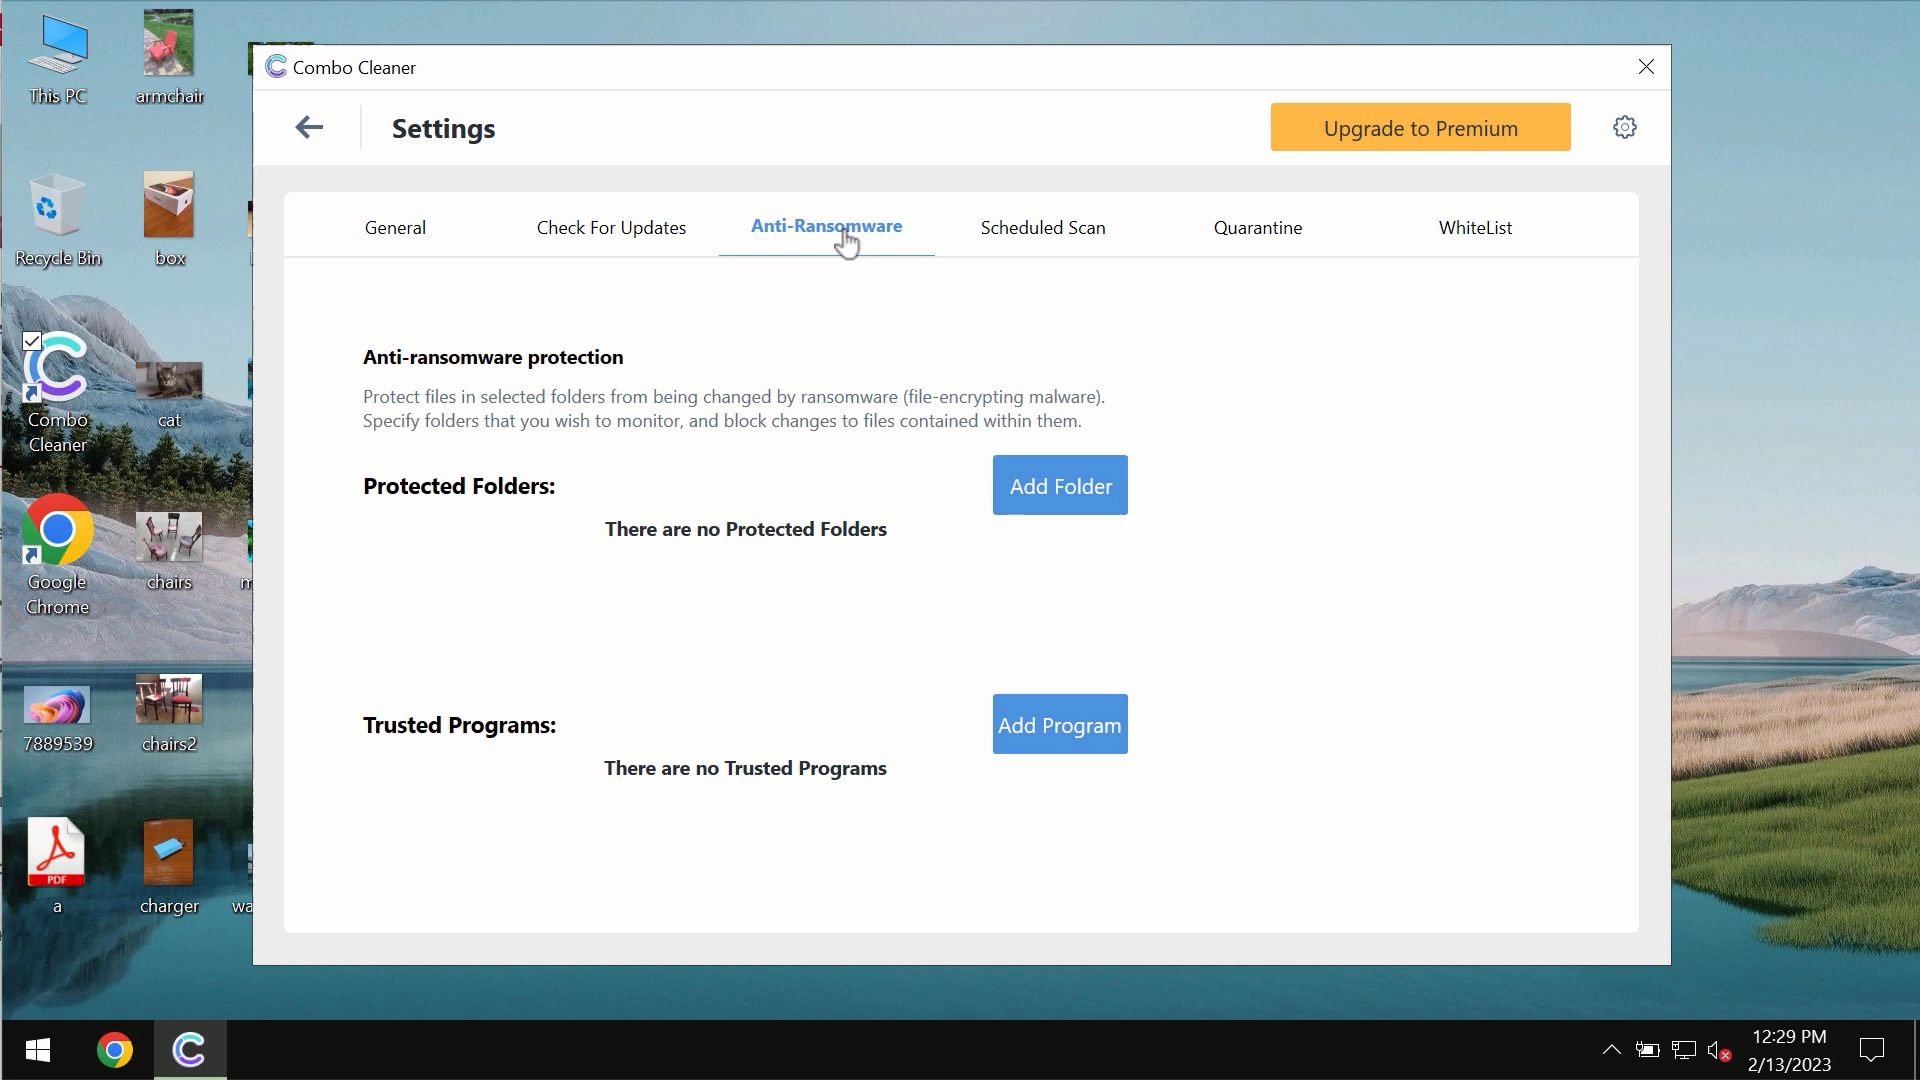 This PC
armchair
Recycle Bin
box
Combo
Cleaner
cat
Google
Chrome
chairs
7889539
chairs2
PDF
a
charger
Combo Cleaner
Settings
Upgrade to Premium
General
Check For Updates
Anti-Ransomware
Scheduled Scan
Quarantine
WhiteList
Anti-ransomware protection
Protect files in selected folders from being changed by ransomware (file-encrypting malware).
Specify folders that you wish to monitor, and block changes to files contained within them.
Protected Folders:
Add Folder
There are no Protected Folders
Trusted Programs:
Add Program
There are no Trusted Programs
12:29 PM
2/13/2023